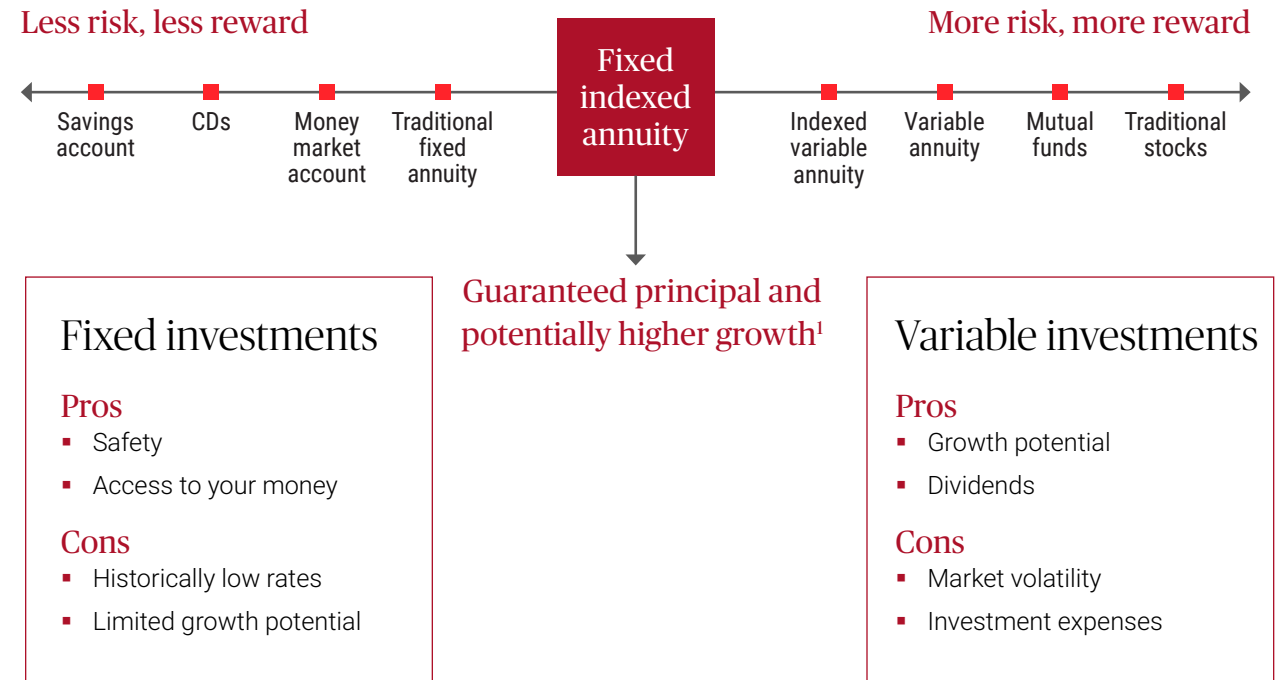 Less risk, less reward
More risk, more reward
Fixed
indexed
annuity
Savings
account
CDs
Money
market
account
Traditional
fixed
annuity
Indexed
variable
annuity
Variable
annuity
Mutual
funds
Traditional
stocks
Guaranteed principal and
potentially higher growth¹
Fixed investments
Pros
▪ Safety
▪ Access to your money
Cons
▪ Historically low rates
▪ Limited growth potential
Variable investments
Pros
▪ Growth potential
▪ Dividends
Cons
▪ Market volatility
▪ Investment expenses